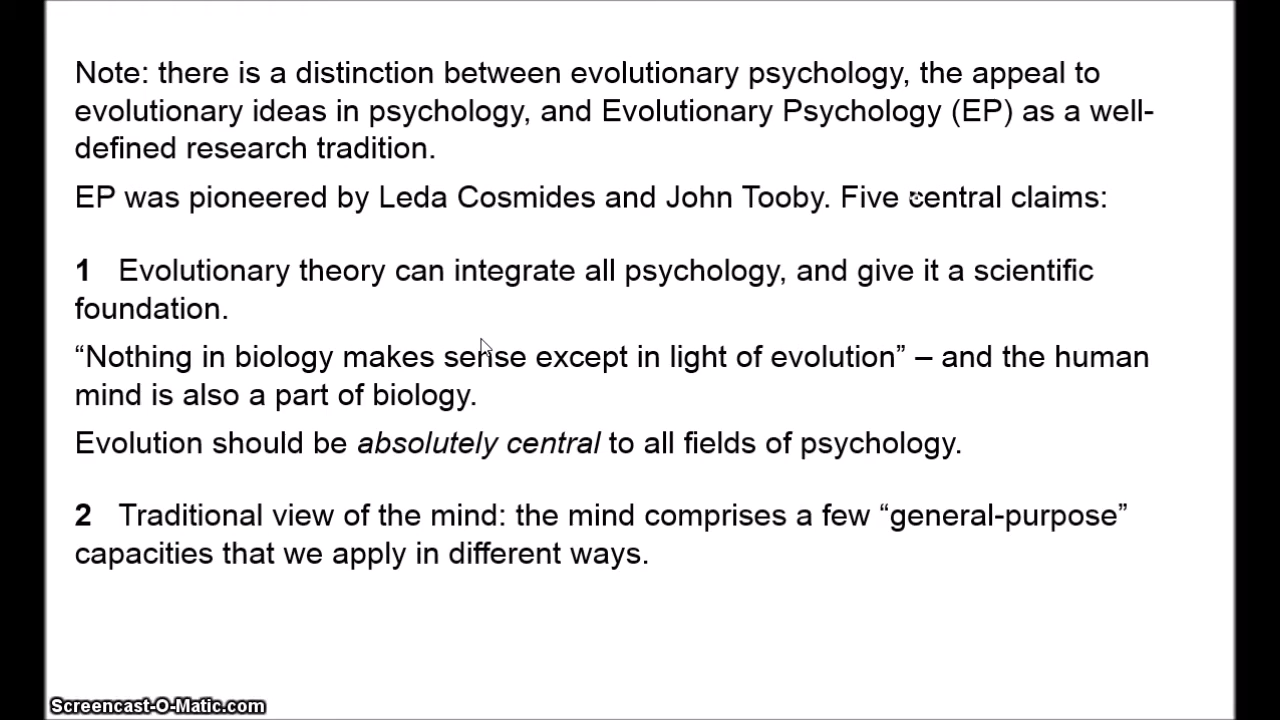 Note: there is a distinction between evolutionary psychology, the appeal to
evolutionary ideas in psychology, and Evolutionary Psychology (EP) as a well-
defined research tradition.
EP was pioneered by Leda Cosmides and John Tooby. Five central claims:
1 Evolutionary theory can integrate all psychology, and give it a scientific
foundation.
“Nothing in biology makes sense except in light of evolution” – and the human
mind is also a part of biology.
Evolution should be absolutely central to all fields of psychology.
2 Traditional view of the mind: the mind comprises a few “general-purpose”
capacities that we apply in different ways.
Screencast-O-Matic.com